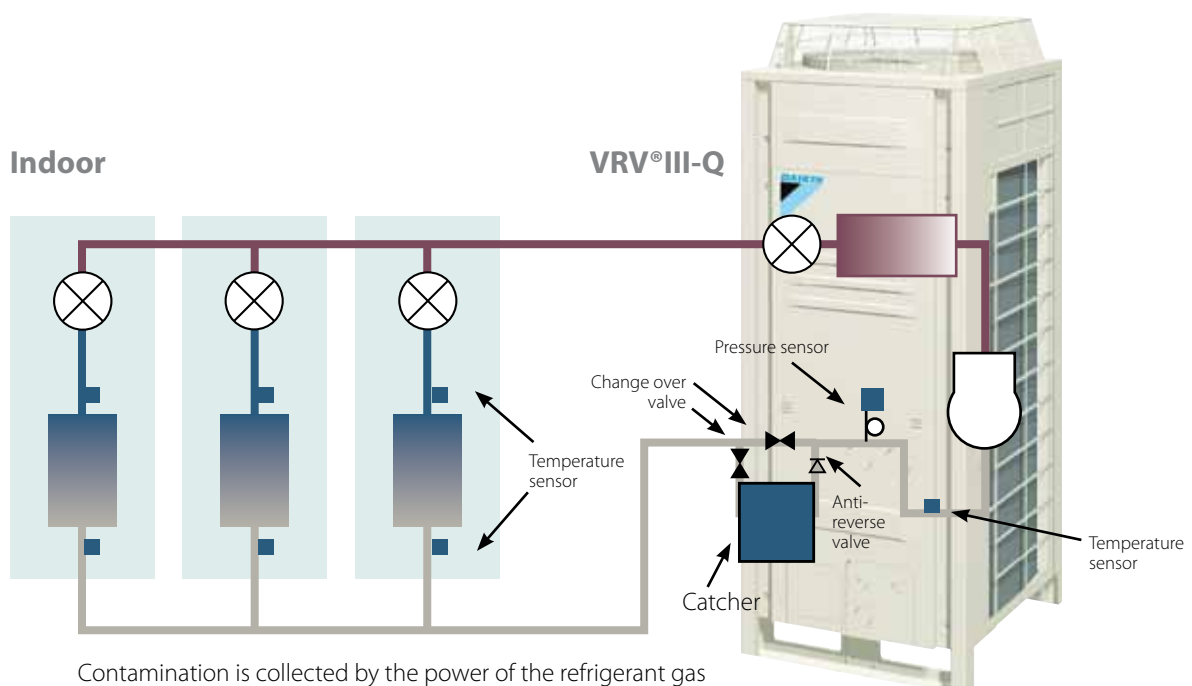 Indoor
VRV®III-Q
DAIKIN
Pressure sensor
Change over
valve
Temperature
sensor
Anti-
reverse
valve
Temperature
sensor
Catcher
Contamination is collected by the power of the refrigerant gas